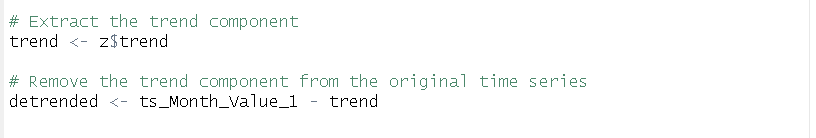 # Extract the trend component
trend <- z$trend
# Remove the trend component from the original time series
detrended <- ts_Month_Value_1 - trend